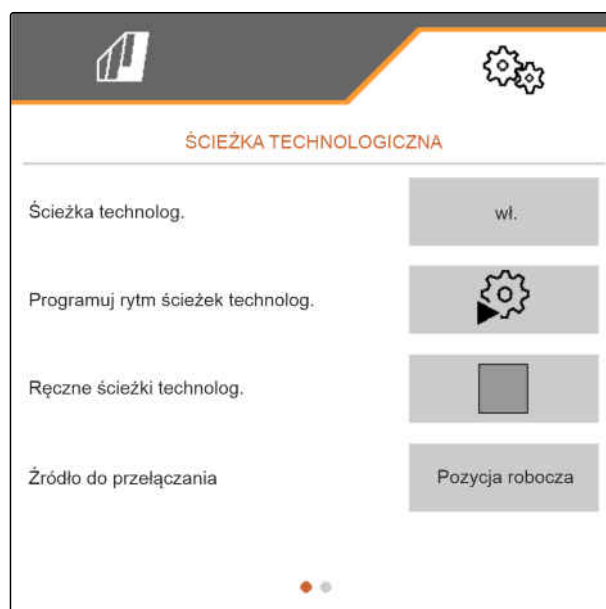 ŚCIEŻKA TECHNOLOGICZNA
Ścieżka technolog.
wł.
Programuj rytm ścieżek technolog.
Ręczne ścieżki technolog.
Źródło do przełączania
Pozycja robocza